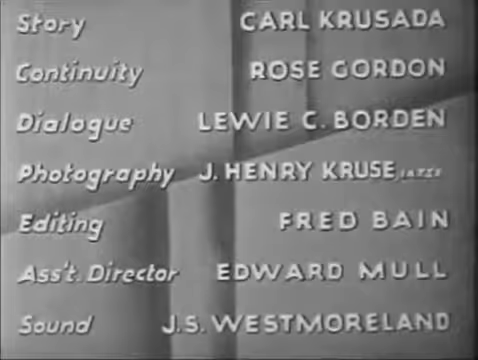 Story CARL KRUSADA
Continuity ROSE GORDON
Dialogue LEWIE C. BORDEN
Photography J. HENRY KRUSE I.A.T.S.E
Editing FRED BAIN
Ass't. Director EDWARD MULL
Sound J.S. WESTMORELAND